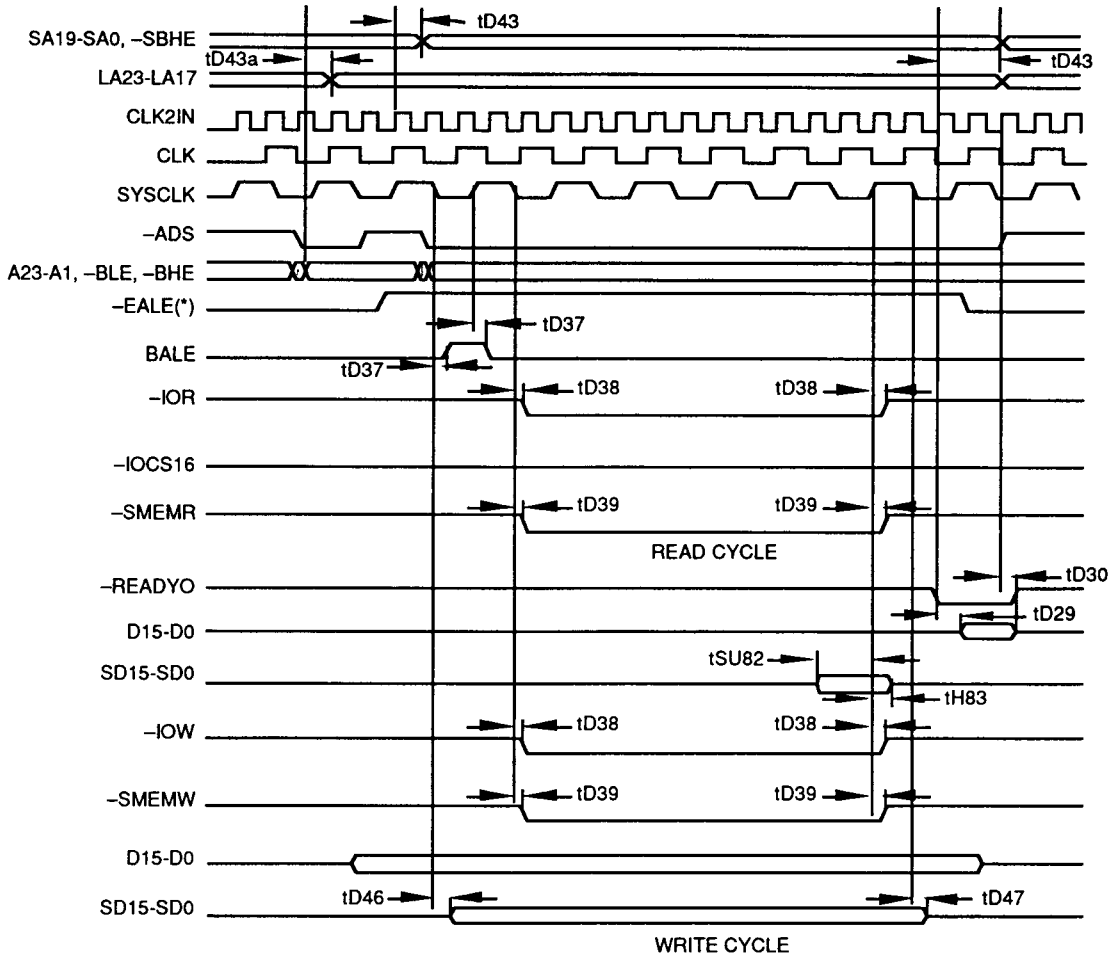 tD43
SA19-SA0, –SBHE
tD43a
tD43
LA23-LA17
CLK2IN
CLK
SYSCLK
–ADS
A23-A1, –BLE, –BHE
–EALE(*)
tD37
BALE
tD37
tD38 tD38
–IOR
–IOCS16
tD39 tD39
–SMEMR
READ CYCLE
tD30
–READYO
tD29
D15-D0
tSU82
SD15-SD0
tH83
tD38 tD38
–IOW
tD39 tD39
–SMEMW
D15-D0
tD46 tD47
SD15-SD0
WRITE CYCLE